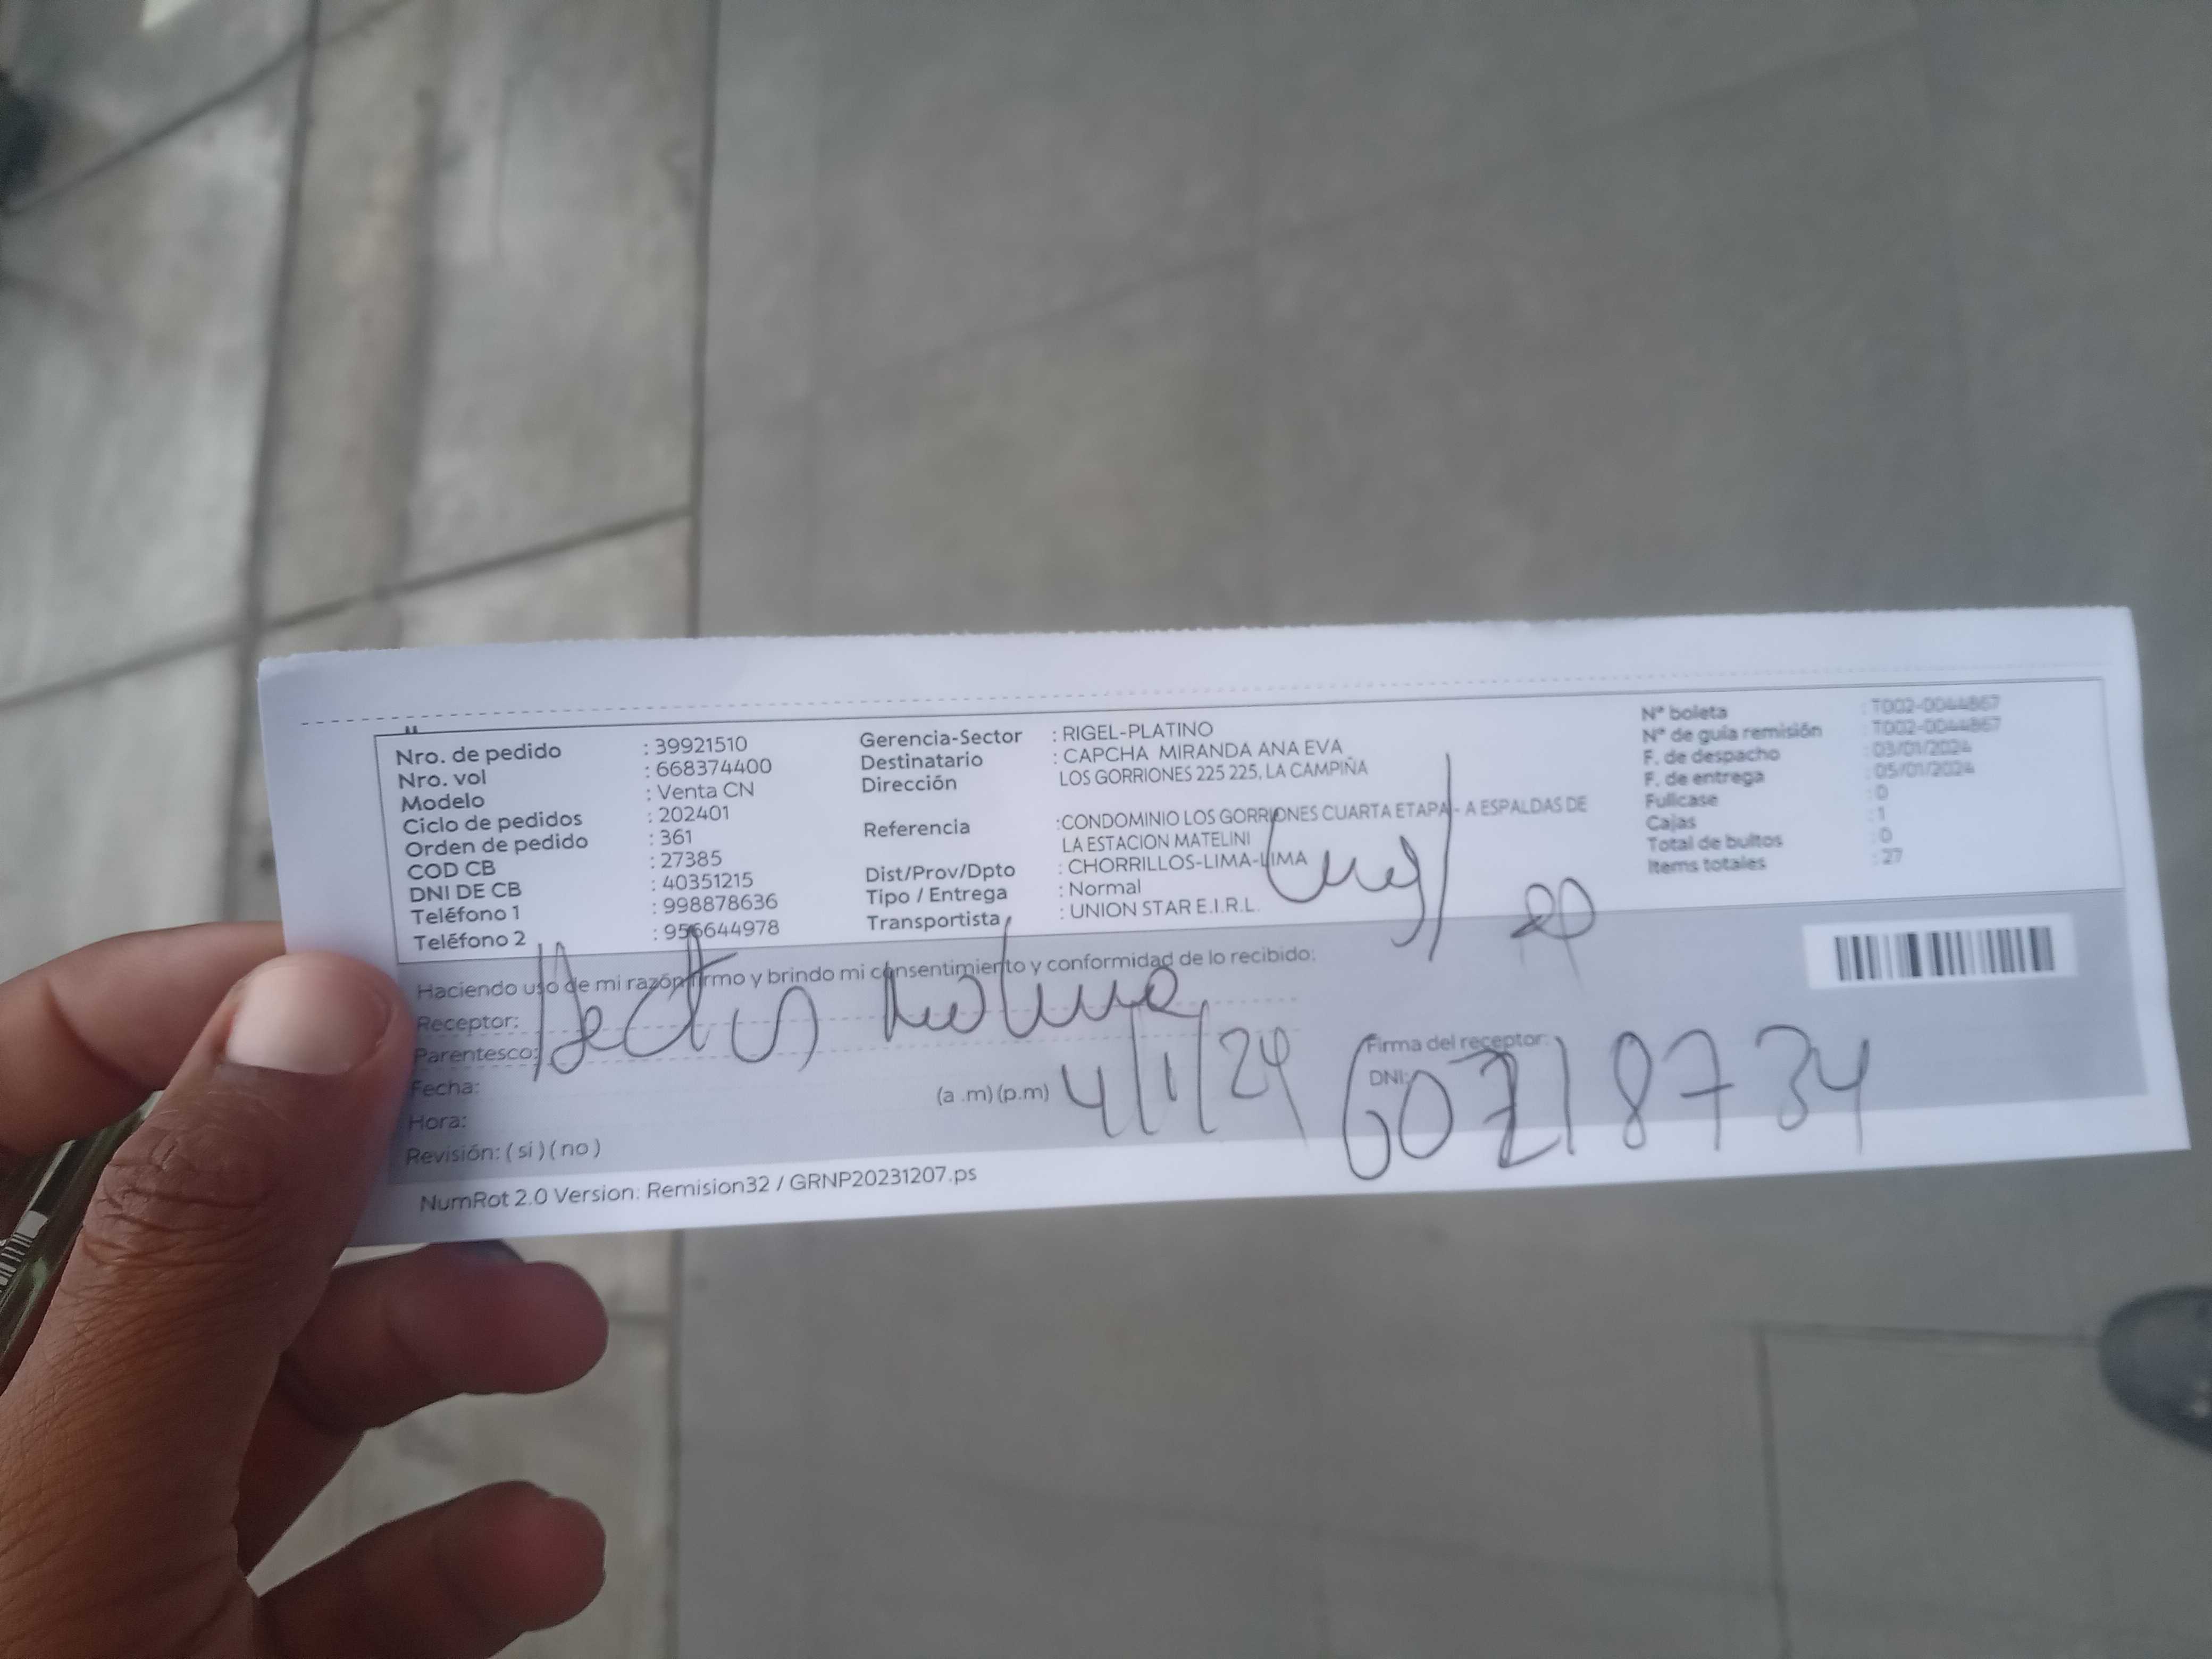 Nro. de pedido : 39921510
Nro. vol : 668374400
Modelo : Venta CN
Ciclo de pedidos : 202401
Orden de pedido : 361
COD CB : 27385
DNI DE CB : 40351215
Teléfono 1 : 998878636
Teléfono 2 : 956644978
Gerencia-Sector : RIGEL-PLATINO
Destinatario : CAPCHA MIRANDA ANA EVA
Dirección LOS GORRIONES 225 225, LA CAMPIÑA
Referencia :CONDOMINIO LOS GORRIONES CUARTA ETAPA - A ESPALDAS DE
LA ESTACION MATELINI
Dist/Prov/Dpto : CHORRILLOS-LIMA-LIMA
Tipo / Entrega : Normal
Transportista : UNION STAR E.I.R.L.
N° boleta : T002-0044867
N° de guía remisión : T002-0044867
F. de despacho : 03/01/2024
F. de entrega : 05/01/2024
Fullcase : 0
Cajas : 1
Total de bultos : 0
Items totales : 27
Haciendo uso de mi razón firmo y brindo mi consentimiento y conformidad de lo recibido:
Receptor:
Parentesco:
Fecha:
Hora: (a .m) (p.m) 4/1/24
Revisión: ( si ) ( no )
Firma del receptor:
DNI:
NumRot 2.0 Version: Remision32 / GRNP20231207.ps